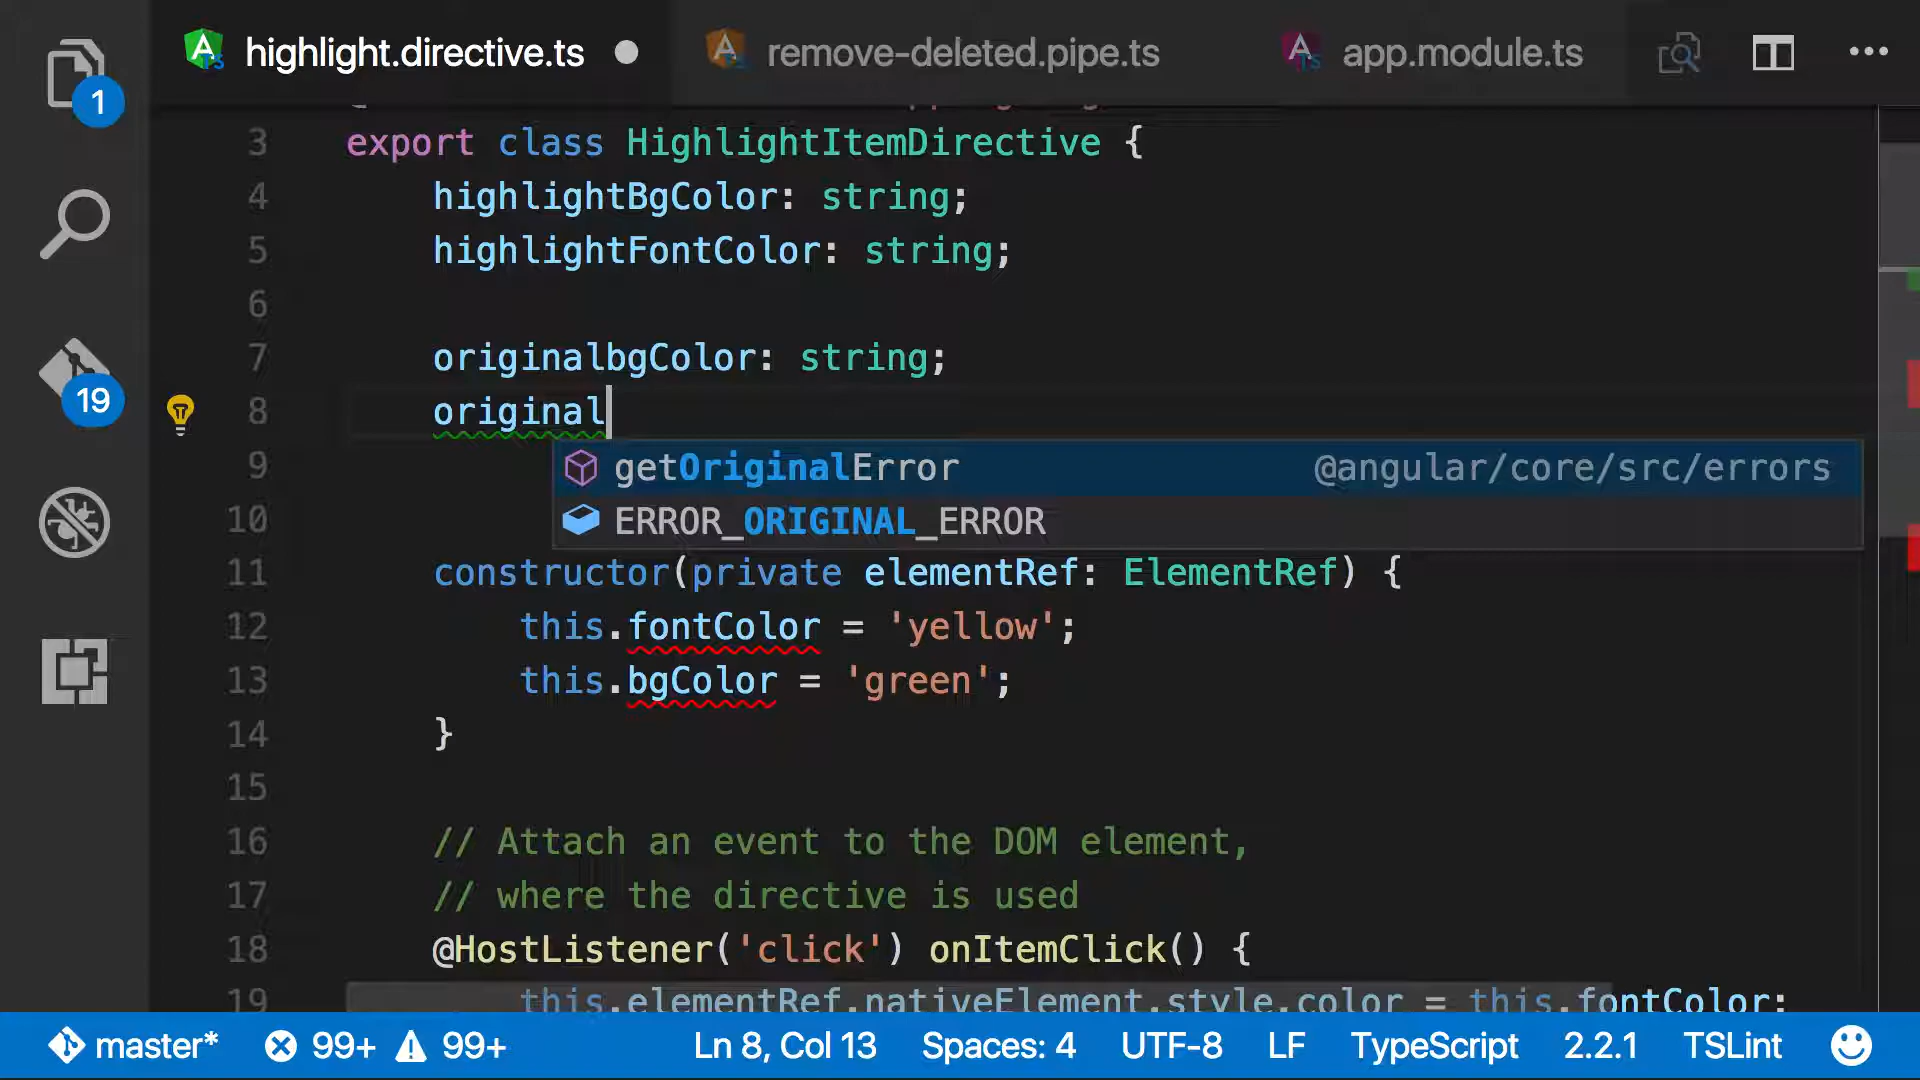 highlight.directive.ts remove-deleted.pipe.ts app.module.ts
1
3 export class HighlightItemDirective {
4 highlightBgColor: string;
5 highlightFontColor: string;
6
7 originalbgColor: string;
19
8 original
9 getOriginalError @angular/core/src/errors
10 ERROR_ORIGINAL_ERROR
11 constructor(private elementRef: ElementRef) {
12 this.fontColor = 'yellow';
13 this.bgColor = 'green';
14 }
15
16 // Attach an event to the DOM element,
17 // where the directive is used
18 @HostListener('click') onItemClick() {
19 this.elementRef.nativeElement.style.color = this.fontColor;
master* 99+ 99+ Ln 8, Col 13 Spaces: 4 UTF-8 LF TypeScript 2.2.1 TSLint